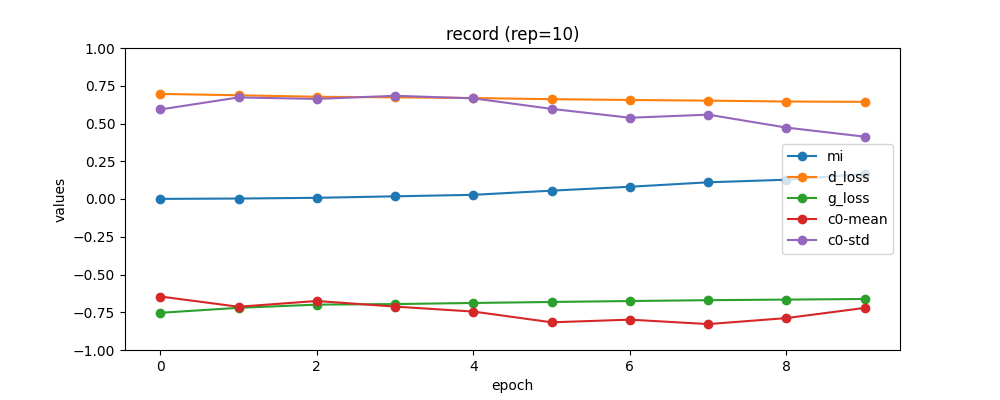 record (rep=10)
1.00
0.75
0.50
0.25
0.00
−0.25
−0.50
−0.75
−1.00
values
mi
d_loss
g_loss
c0-mean
c0-std
0 2 4 6 8
epoch